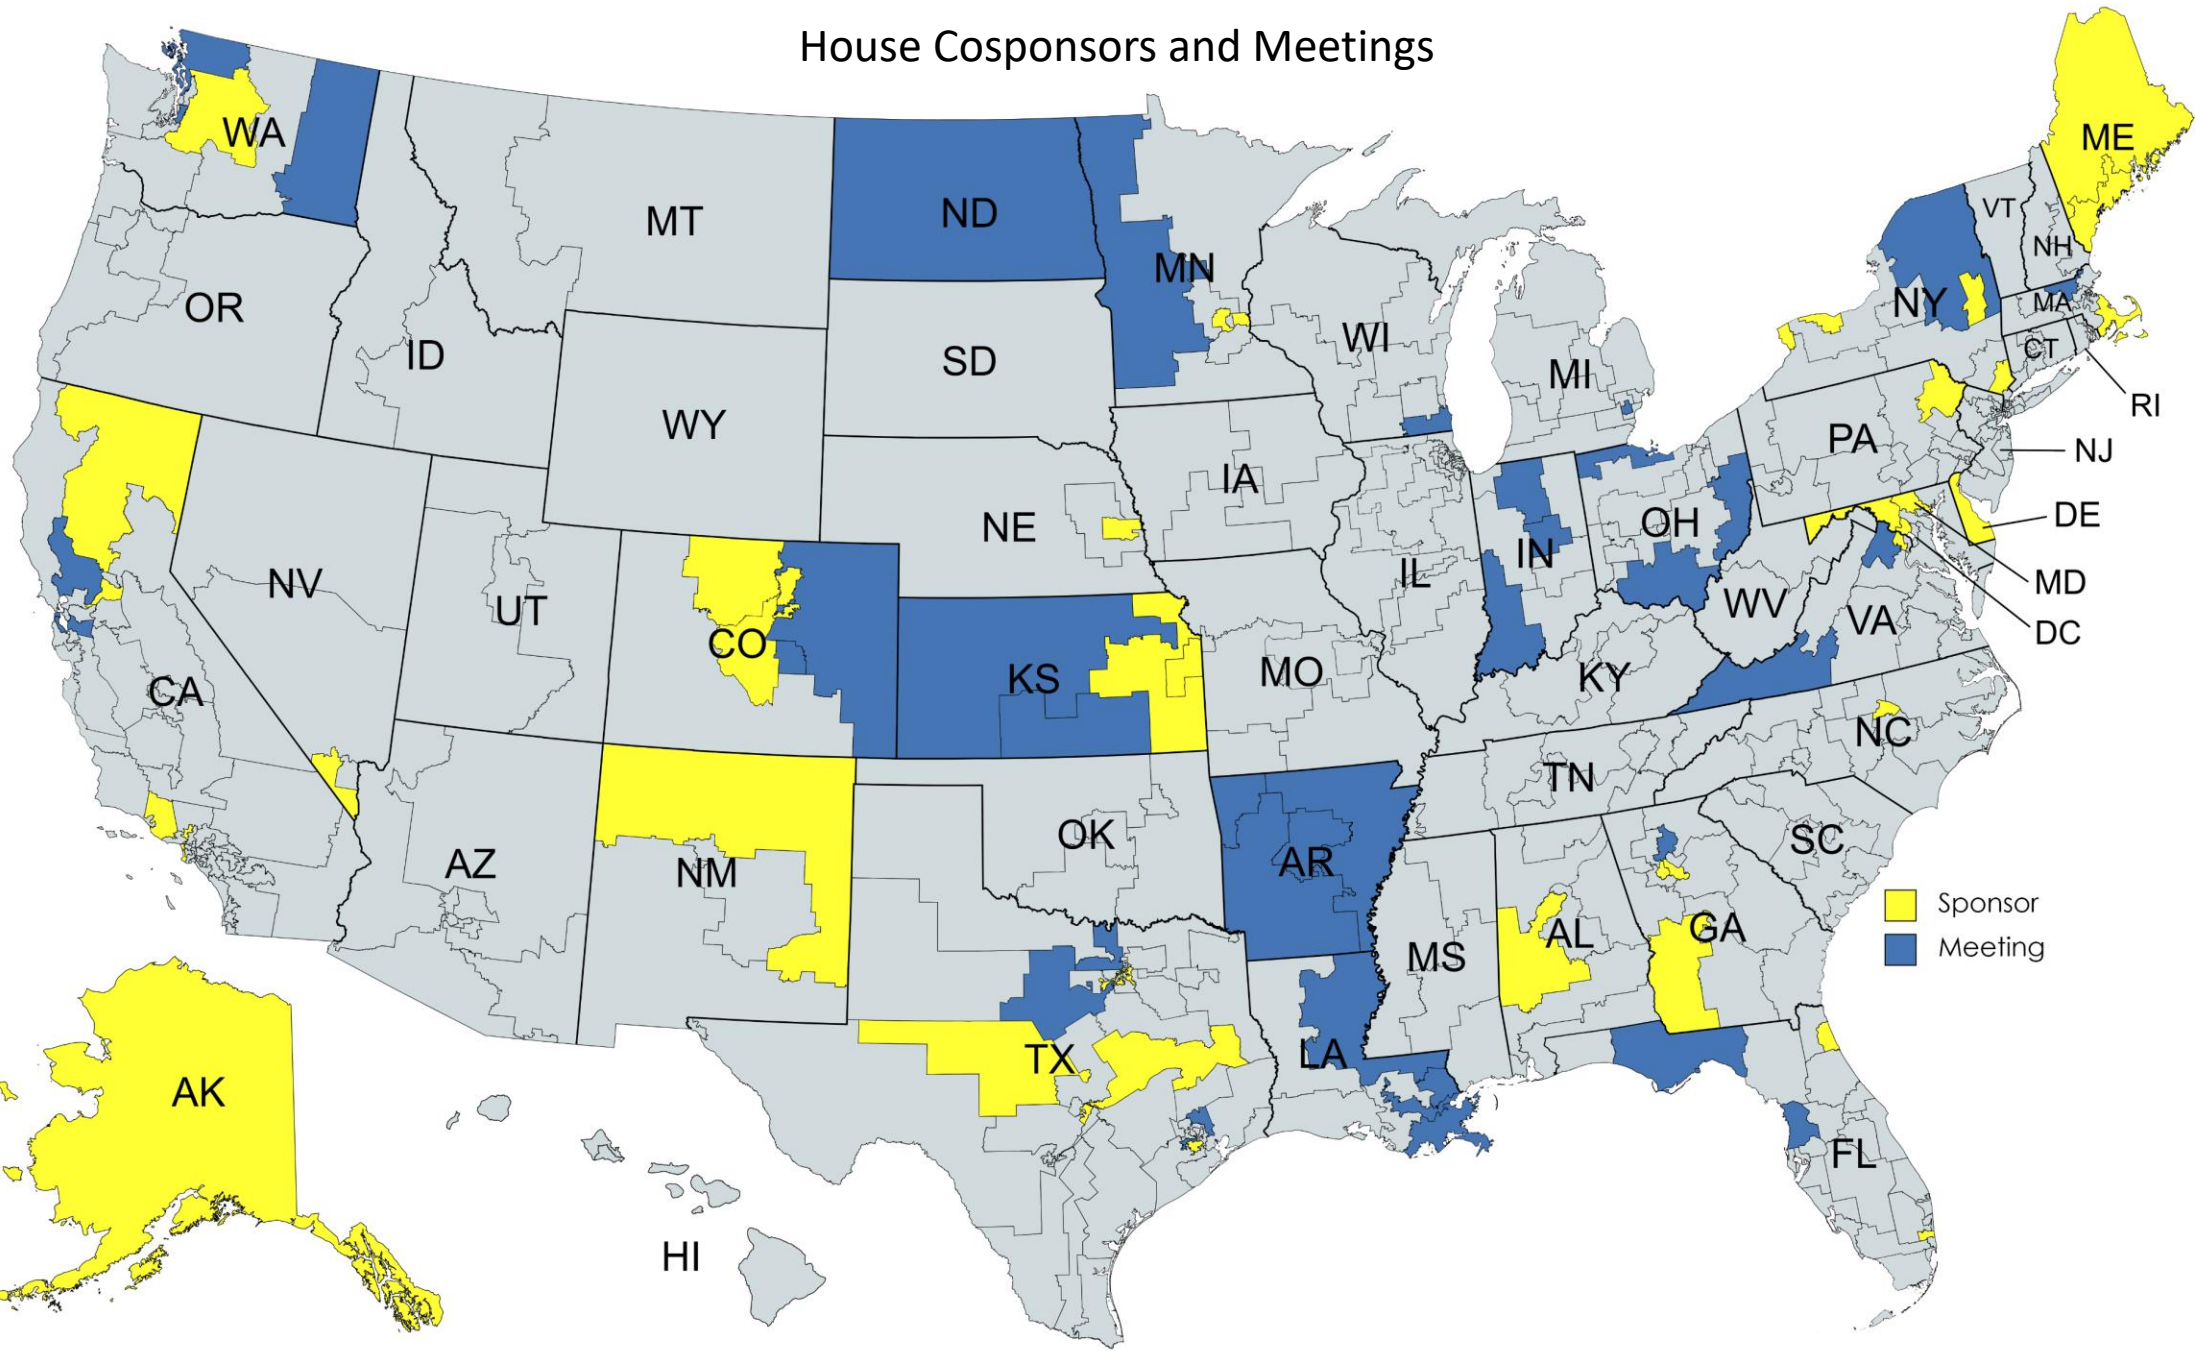 House Cosponsors and Meetings
WA
MT
ND
MN
OR
ID
SD
WI
MI
WY
NE
IA
NV
UT
CO
KS
MO
IL
IN
OH
PA
NY
VT
NH
ME
MA
CT
RI
NJ
DE
MD
DC
WV
VA
KY
CA
AZ
NM
OK
AR
TN
NC
SC
MS
AL
GA
TX
LA
FL
AK
HI
Sponsor
Meeting